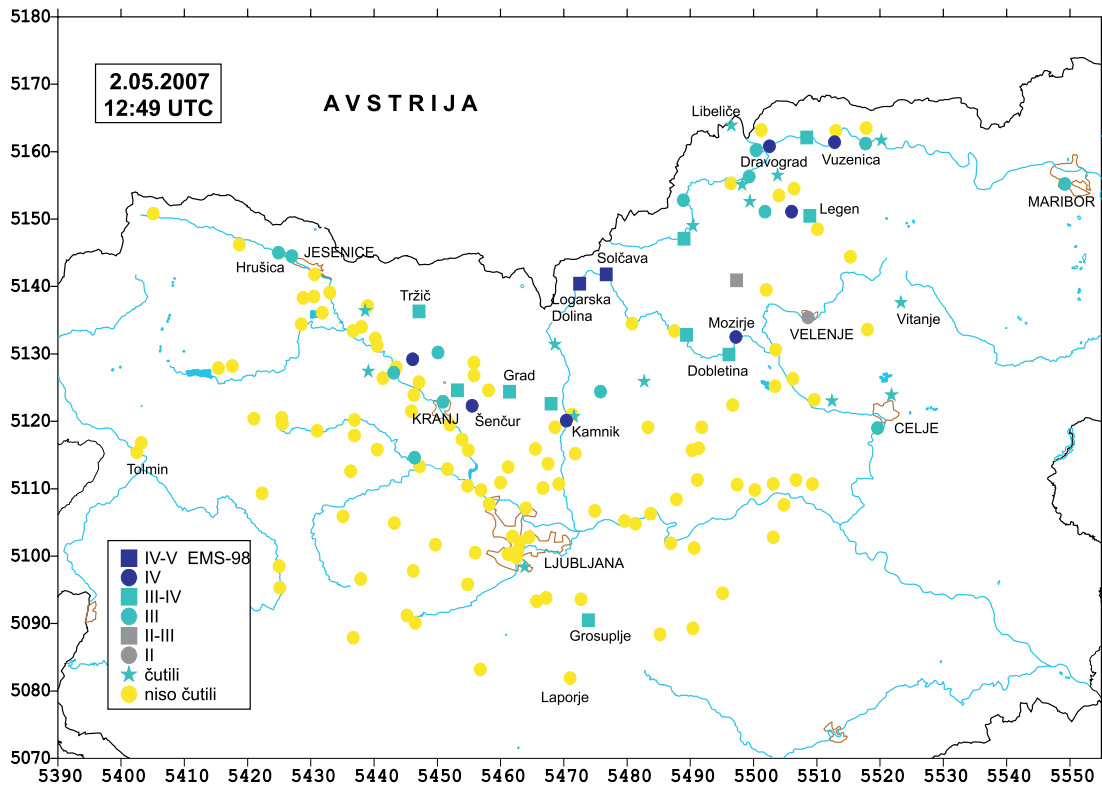 5180
5170
5160
5150
5140
5130
5120
5110
5100
5090
5080
5070
2.05.2007
12:49 UTC
AVSTRIJA
Libeliče
Dravograd
Vuzenica
MARIBOR
Legen
Hrušica
JESENICE
Solčava
Logarska
Dolina
Tržič
Mozirje
VELENJE
Vitanje
Dobletina
Grad
KRANJ
Šenčur
Kamnik
CELJE
Tolmin
LJUBLJANA
Grosuplje
Laporje
IV-V EMS-98
IV
III-IV
III
II-III
II
čutili
niso čutili
5390 5400 5410 5420 5430 5440 5450 5460 5470 5480 5490 5500 5510 5520 5530 5540 5550